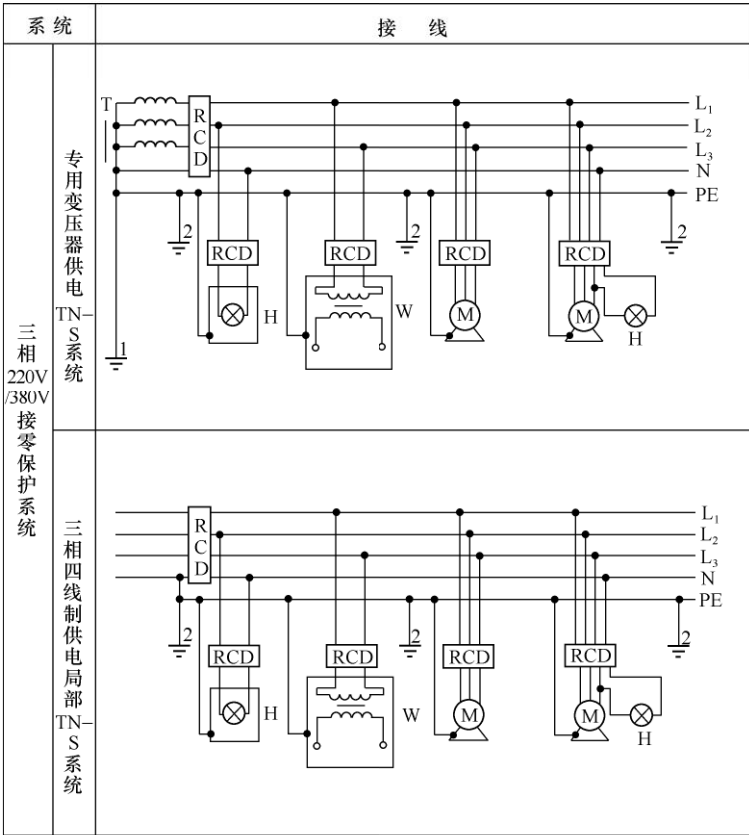 系 统
接 线
三相
220V
/380V
接零保护系统
专用变压器供电
TN–
S系统
T
R
C
D
L₁
L₂
L₃
N
PE
2
2
2
RCD
RCD
RCD
RCD
H
W
M
M
H
1
三相四线制供电局部
TN–
S系统
R
C
D
L₁
L₂
L₃
N
PE
2
2
2
RCD
RCD
RCD
RCD
H
W
M
M
H